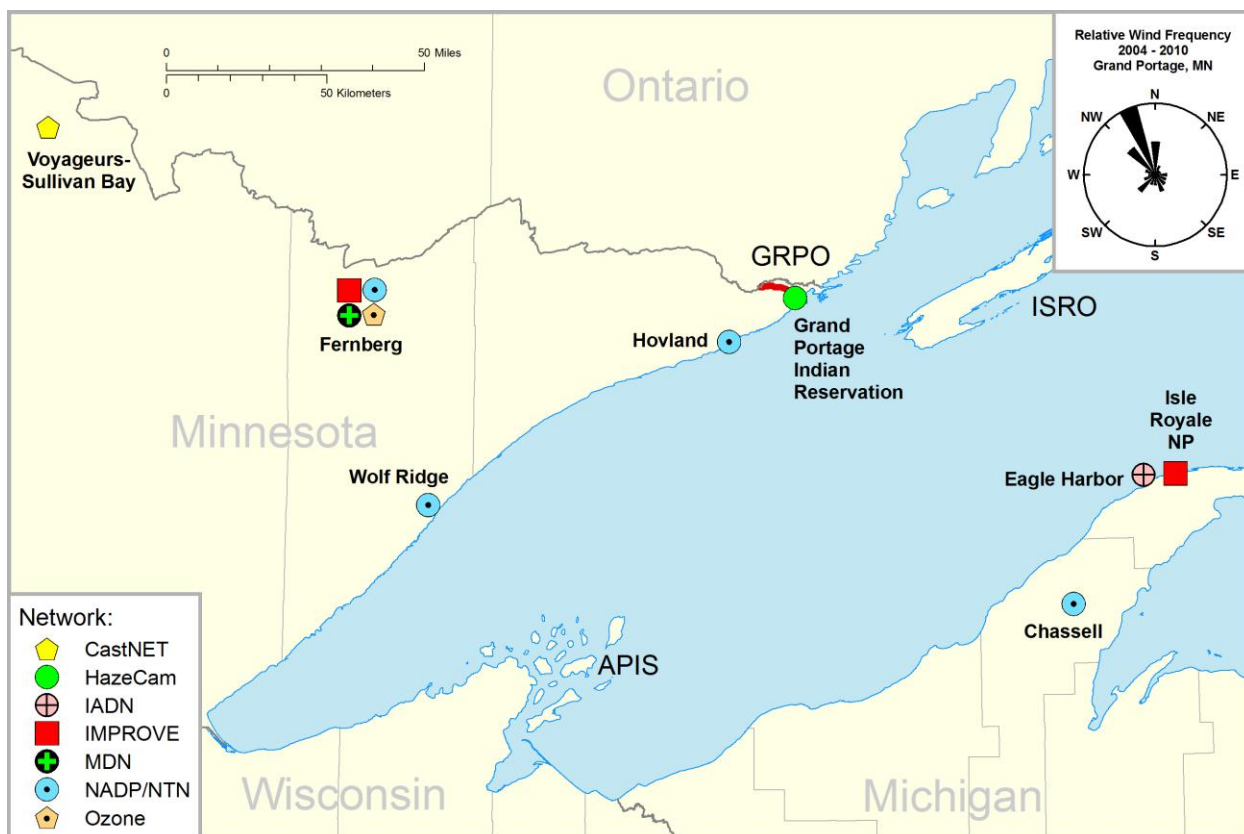 0
50 Miles
0
50 Kilometers
Ontario
Relative Wind Frequency
2004 - 2010
Grand Portage, MN
N
NW
NE
W
E
SW
SE
S
Voyageurs-
Sullivan Bay
GRPO
ISRO
Fernberg
Hovland
Grand
Portage
Indian
Reservation
Minnesota
Isle
Royale
NP
Wolf Ridge
Eagle Harbor
Chassell
APIS
Network:
CastNET
HazeCam
IADN
IMPROVE
MDN
NADP/NTN
Ozone
Wisconsin
Michigan